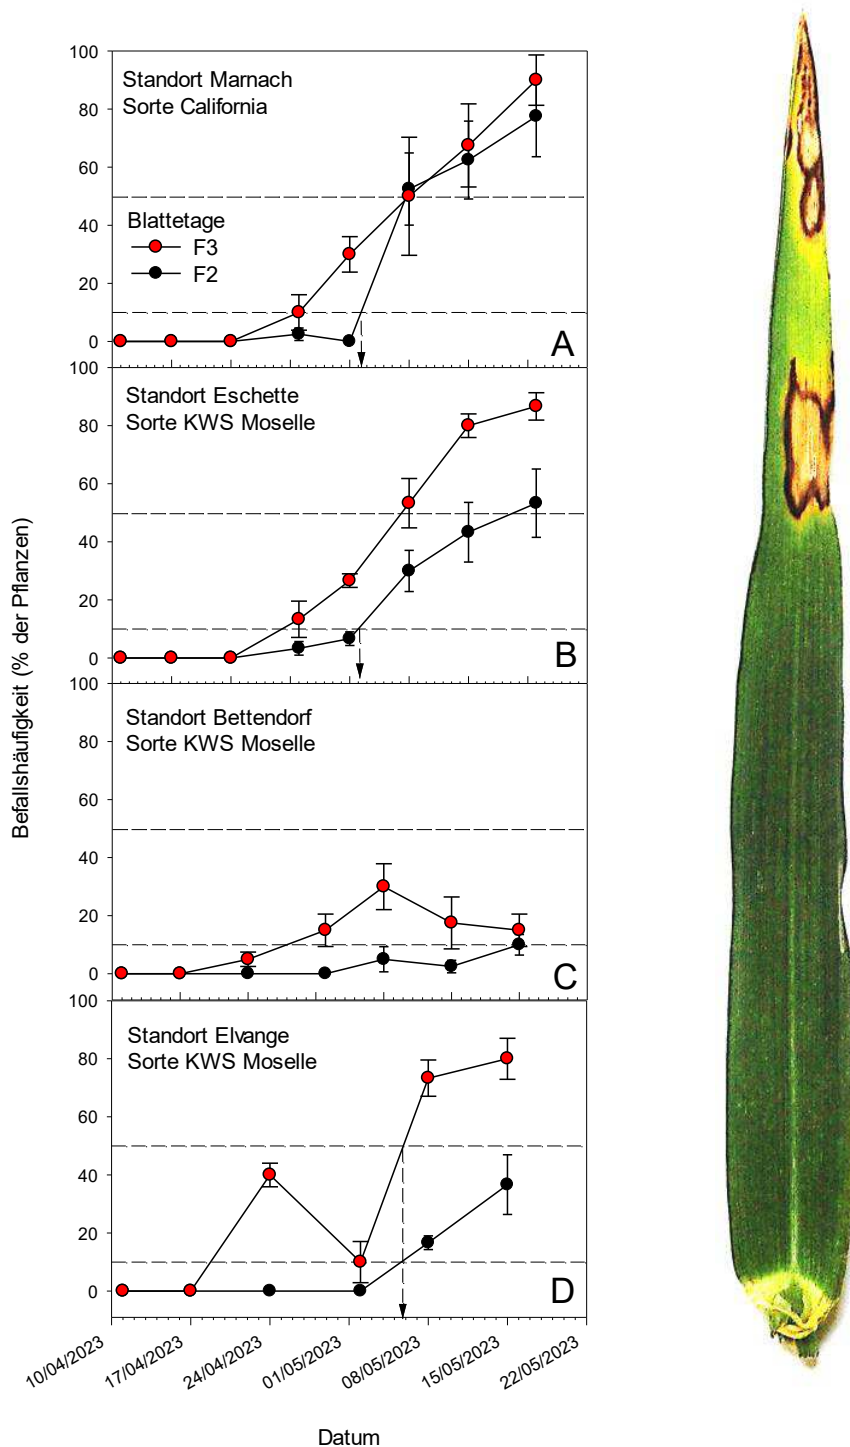 Befallshäufigkeit (% der Pflanzen)
100
80
60
40
20
0
Standort Marnach
Sorte California
Blattetage
F3
F2
A
100
80
60
40
20
0
Standort Eschette
Sorte KWS Moselle
B
100
80
60
40
20
0
Standort Bettendorf
Sorte KWS Moselle
C
100
80
60
40
20
0
Standort Elvange
Sorte KWS Moselle
D
10/04/2023
17/04/2023
24/04/2023
01/05/2023
08/05/2023
15/05/2023
22/05/2023
Datum